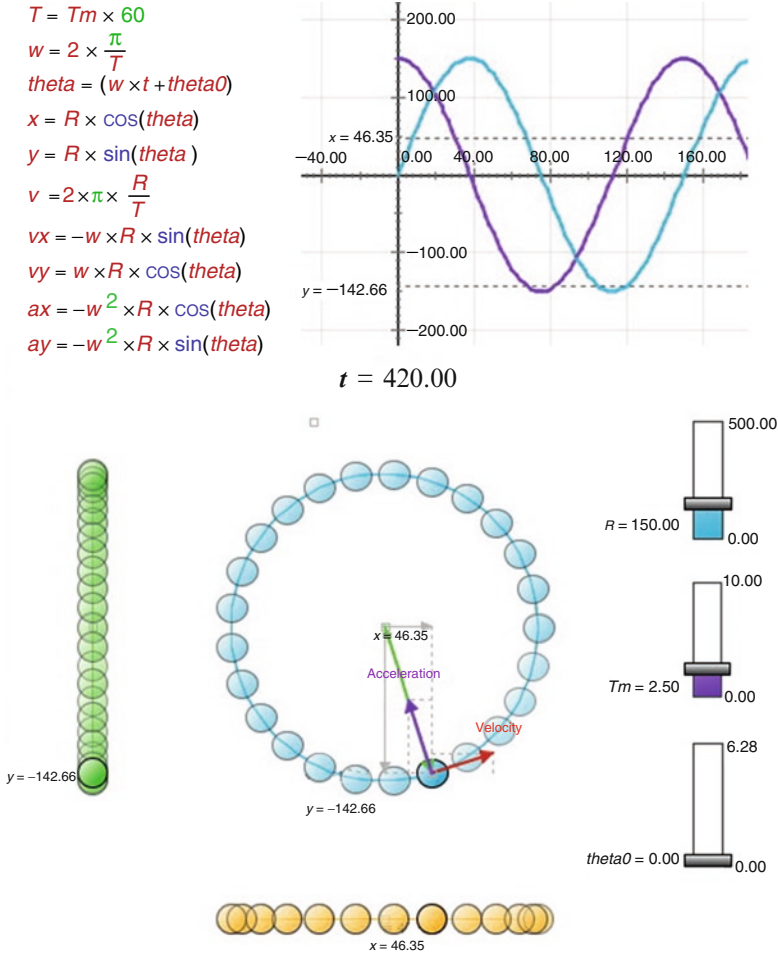 T = Tm × 60
w = 2 × π/T
theta = (w × t + theta0)
x = R × cos(theta)
y = R × sin(theta )
v = 2 × π × R/T
vx = −w × R × sin(theta)
vy = w × R × cos(theta)
ax = −w² × R × cos(theta)
ay = −w² × R × sin(theta)
200.00
100.00
x = 46.35
−40.00 0.00 40.00 80.00 120.00 160.00
−100.00
y = −142.66
−200.00
t = 420.00
500.00
R = 150.00
0.00
10.00
Tm = 2.50
0.00
6.28
theta0 = 0.00
0.00
x = 46.35
Acceleration
Velocity
y = −142.66
y = −142.66
x = 46.35